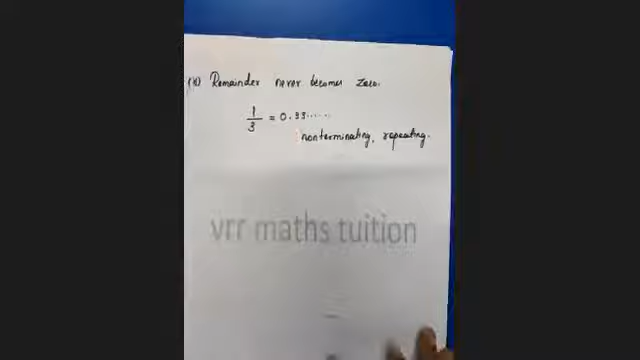 (ii) Remainder never becomes zero.
1/3 = 0.33......
nonterminating, repeating.
vrr maths tuition